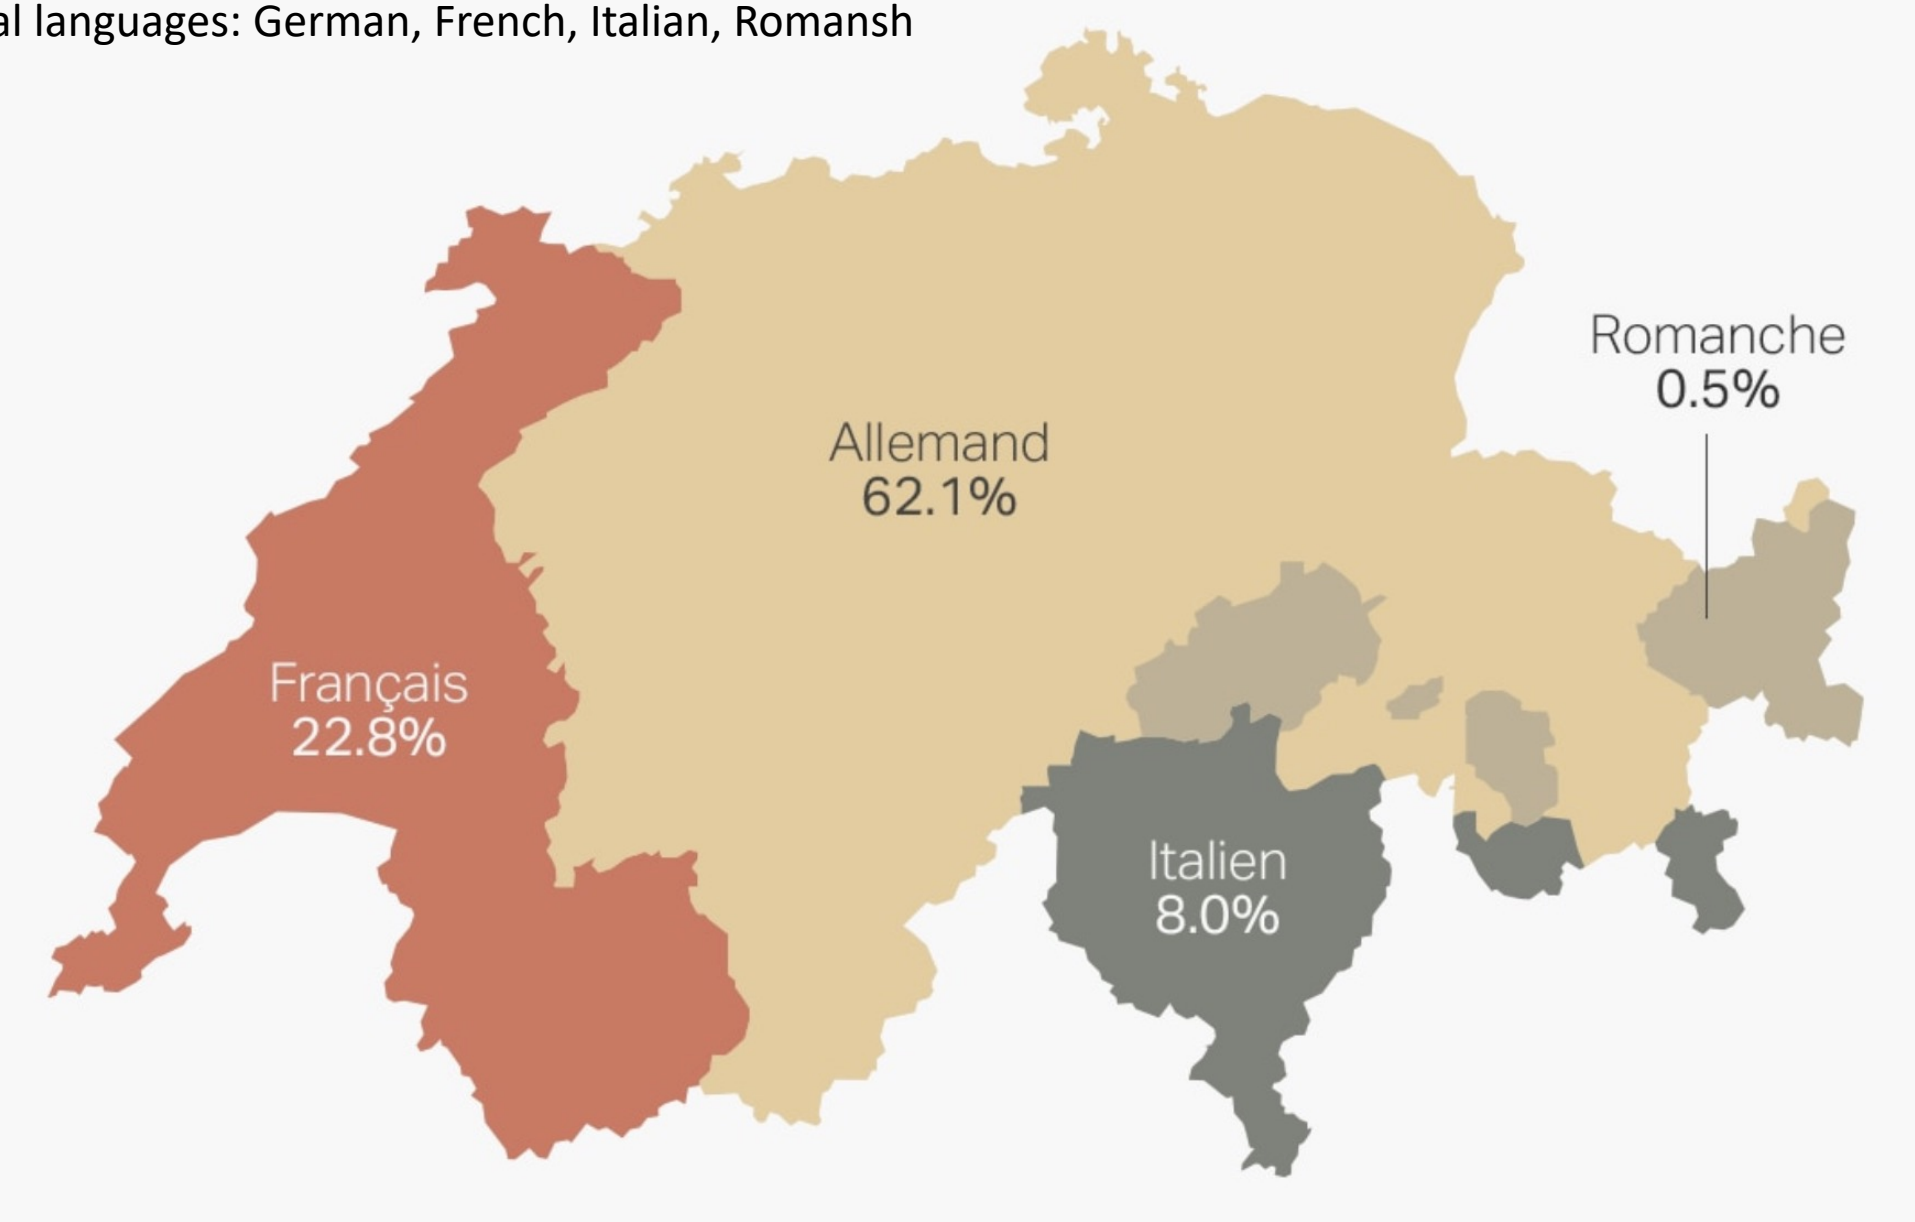 al languages: German, French, Italian, Romansh
Romanche
0.5%
Allemand
62.1%
Français
22.8%
Italien
8.0%